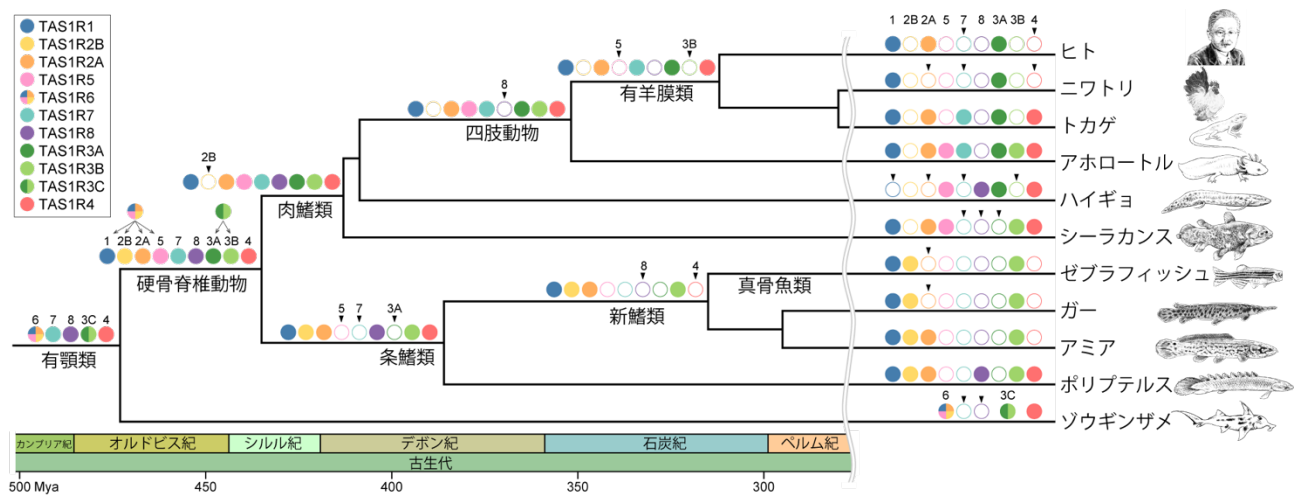 TAS1R1
TAS1R2B
TAS1R2A
TAS1R5
TAS1R6
TAS1R7
TAS1R8
TAS1R3A
TAS1R3B
TAS1R3C
TAS1R4
1 2B 2A 5 7 8 3A 3B 4
ヒト
5 3B
有羊膜類
ニワトリ
8
四肢動物
トカゲ
2B
アホロートル
肉鰭類
ハイギョ
シーラカンス
1 2B 2A 5 7 8 3A 3B 4
硬骨脊椎動物
8 4
新鰭類
真骨魚類
ゼブラフィッシュ
ガー
5 7 3A
条鰭類
アミア
6 7 8 3C 4
有顎類
ポリプテルス
6 3C
ゾウギンザメ
カンブリア紀 オルドビス紀 シルル紀 デボン紀 石炭紀 ペルム紀
古生代
500 Mya 450 400 350 300